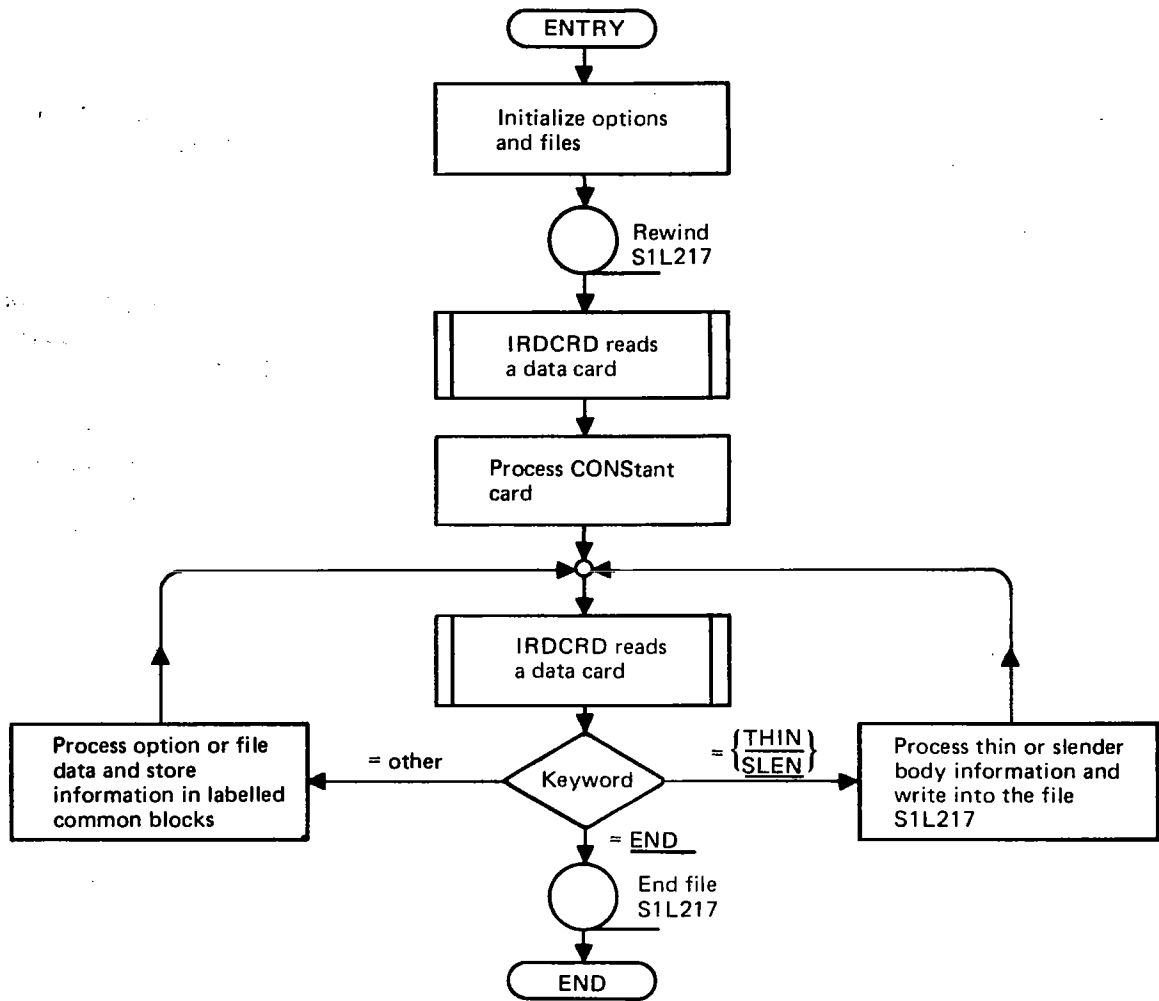 ENTRY
Initialize options
and files
Rewind
S1L217
IRDCRD reads
a data card
Process CONStant
card
IRDCRD reads
a data card
Process option or file
data and store
information in labelled
common blocks
= other
Keyword
= {THIN
SLEN}
Process thin or slender
body information and
write into the file
S1L217
= END
End file
S1L217
END